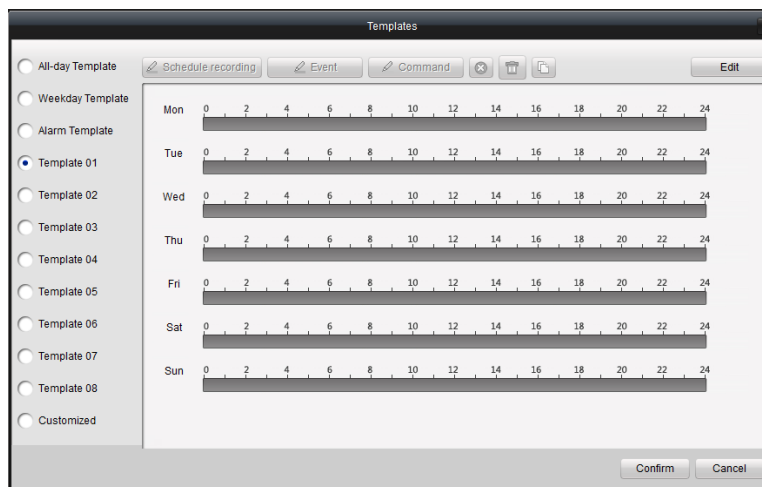 Templates
All-day Template
Schedule recording Event Command Edit
Weekday Template
Alarm Template
Template 01
Template 02
Template 03
Template 04
Template 05
Template 06
Template 07
Template 08
Customized
Mon 0 2 4 6 8 10 12 14 16 18 20 22 24
Tue 0 2 4 6 8 10 12 14 16 18 20 22 24
Wed 0 2 4 6 8 10 12 14 16 18 20 22 24
Thu 0 2 4 6 8 10 12 14 16 18 20 22 24
Fri 0 2 4 6 8 10 12 14 16 18 20 22 24
Sat 0 2 4 6 8 10 12 14 16 18 20 22 24
Sun 0 2 4 6 8 10 12 14 16 18 20 22 24
Confirm Cancel